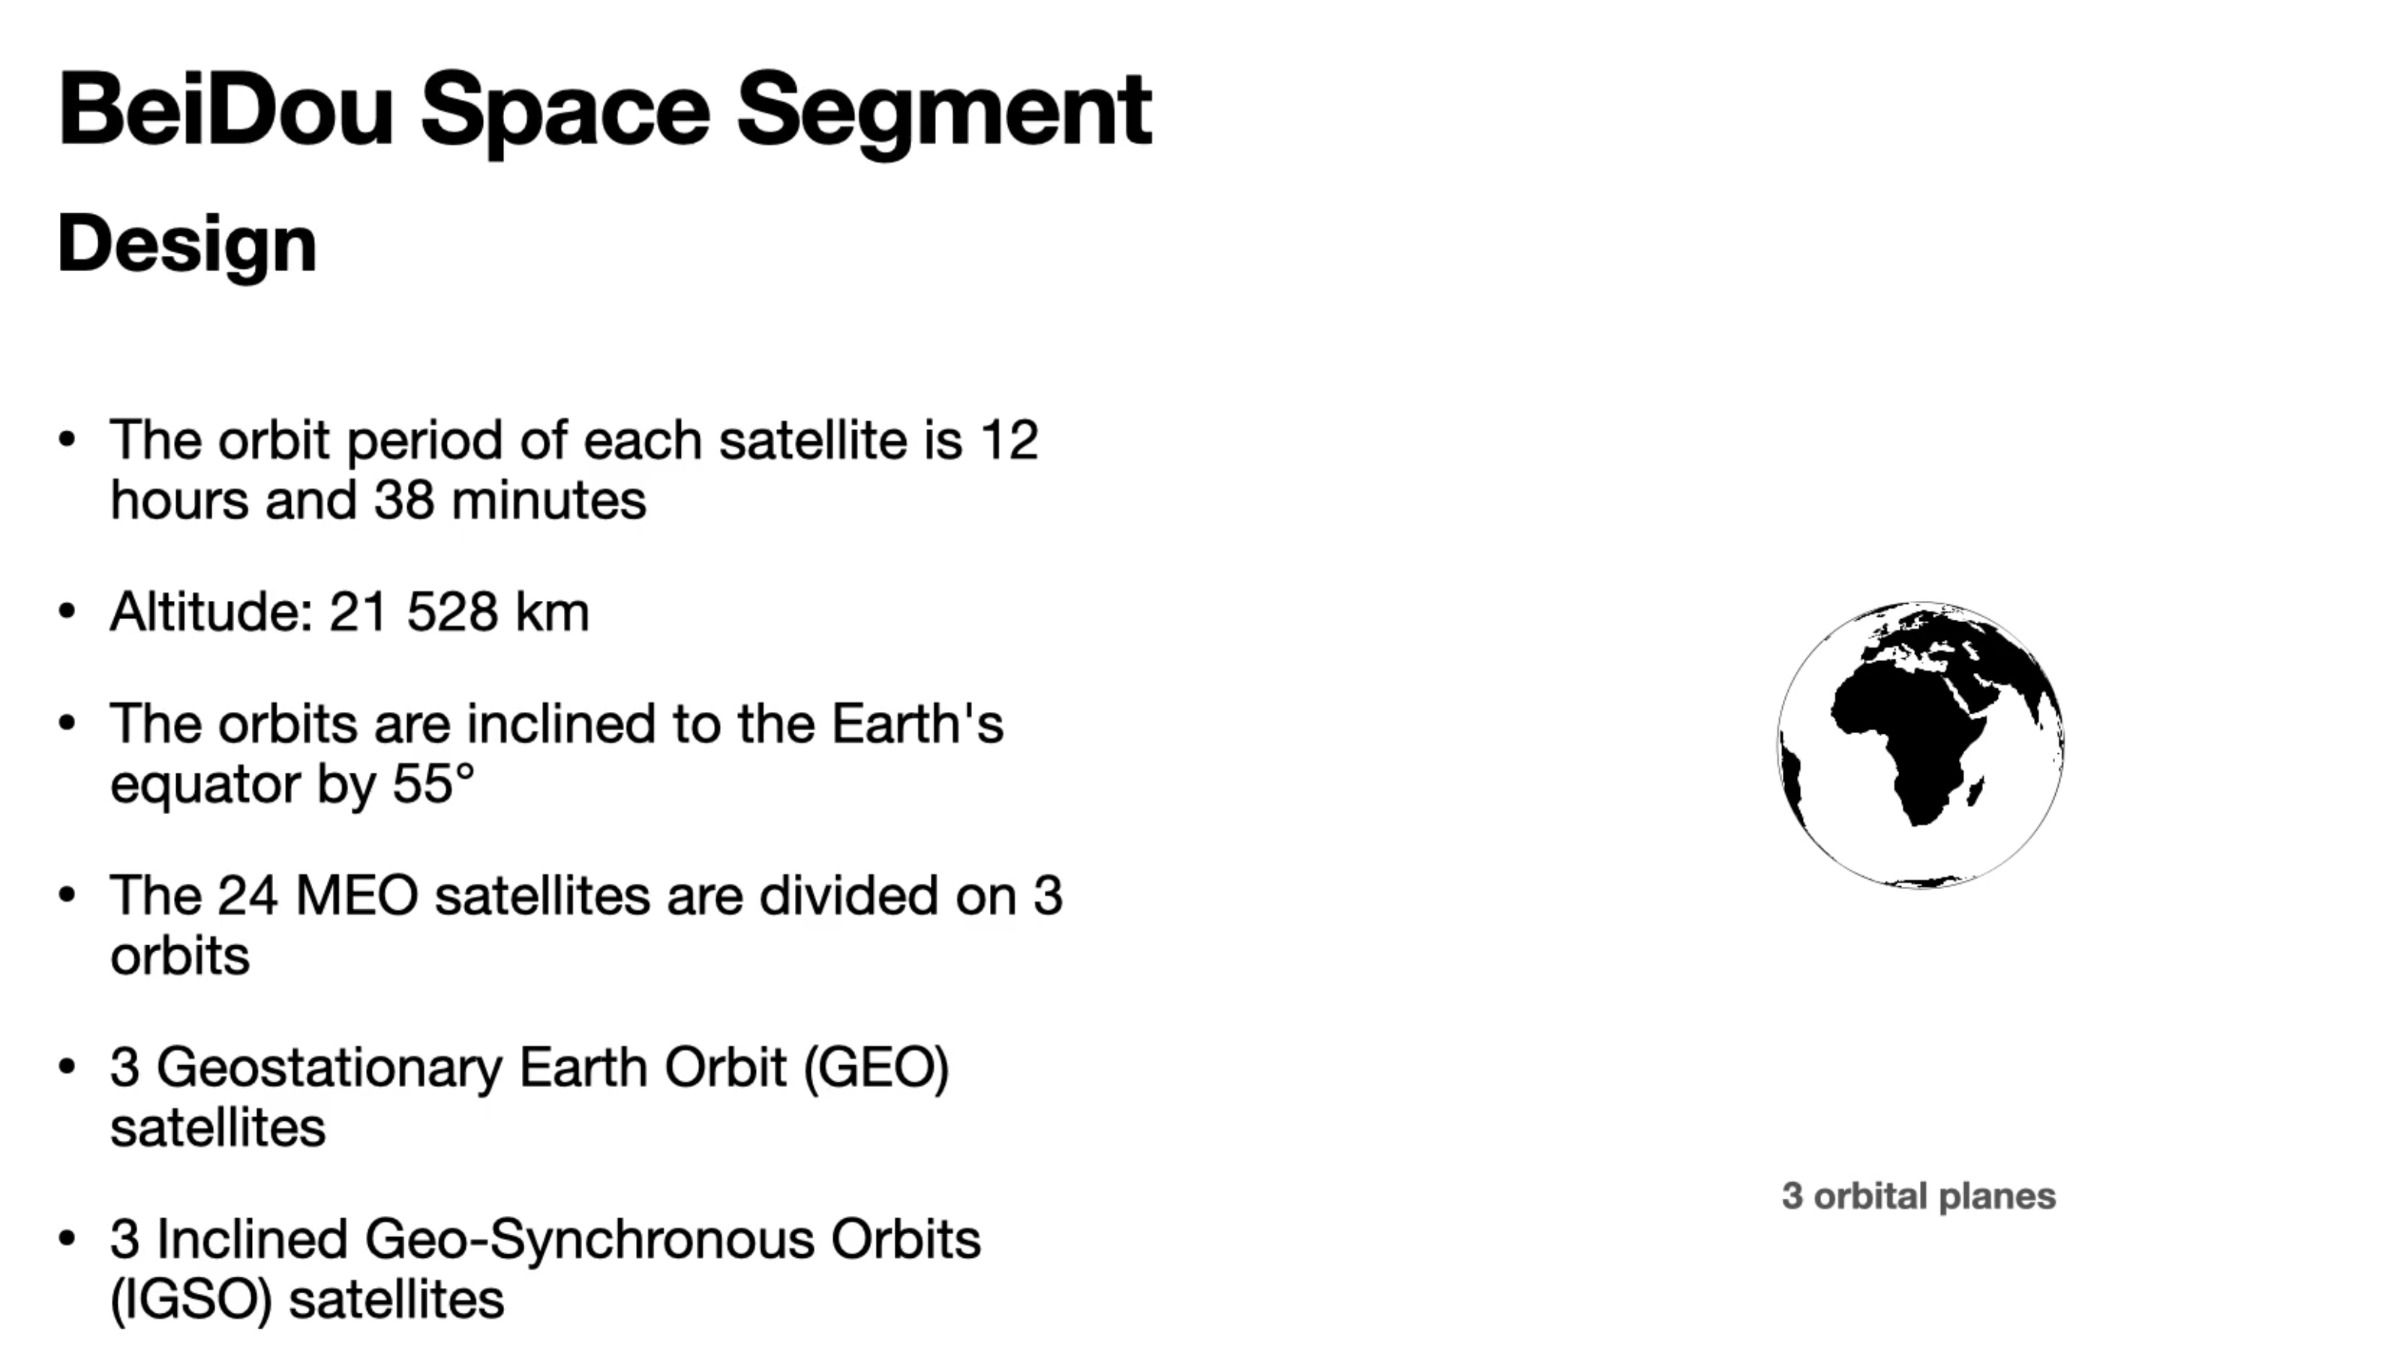 BeiDou Space Segment
Design
• The orbit period of each satellite is 12
hours and 38 minutes
• Altitude: 21 528 km
• The orbits are inclined to the Earth's
equator by 55°
• The 24 MEO satellites are divided on 3
orbits
• 3 Geostationary Earth Orbit (GEO)
satellites
• 3 Inclined Geo-Synchronous Orbits
(IGSO) satellites
3 orbital planes